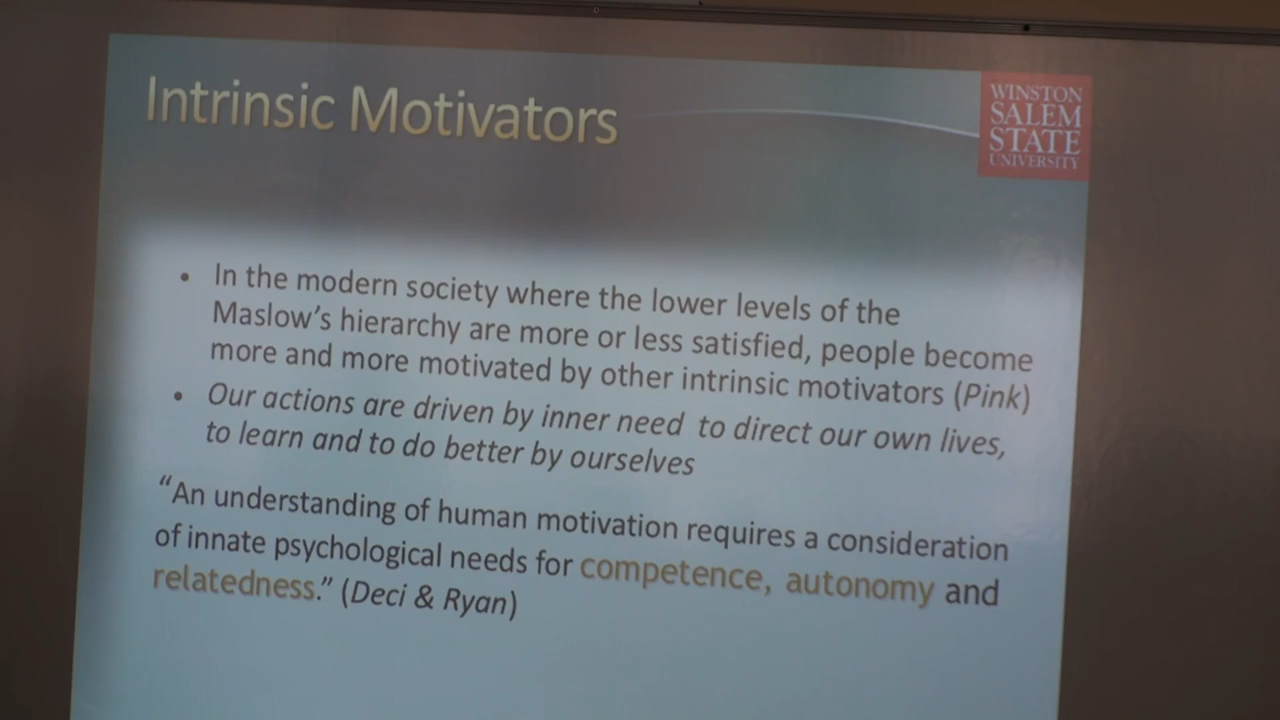 Intrinsic Motivators
WINSTON
SALEM
STATE
UNIVERSITY
• In the modern society where the lower levels of the
Maslow's hierarchy are more or less satisfied, people become
more and more motivated by other intrinsic motivators (Pink)
• Our actions are driven by inner need to direct our own lives,
to learn and to do better by ourselves
“An understanding of human motivation requires a consideration
of innate psychological needs for competence, autonomy and
relatedness.” (Deci & Ryan)